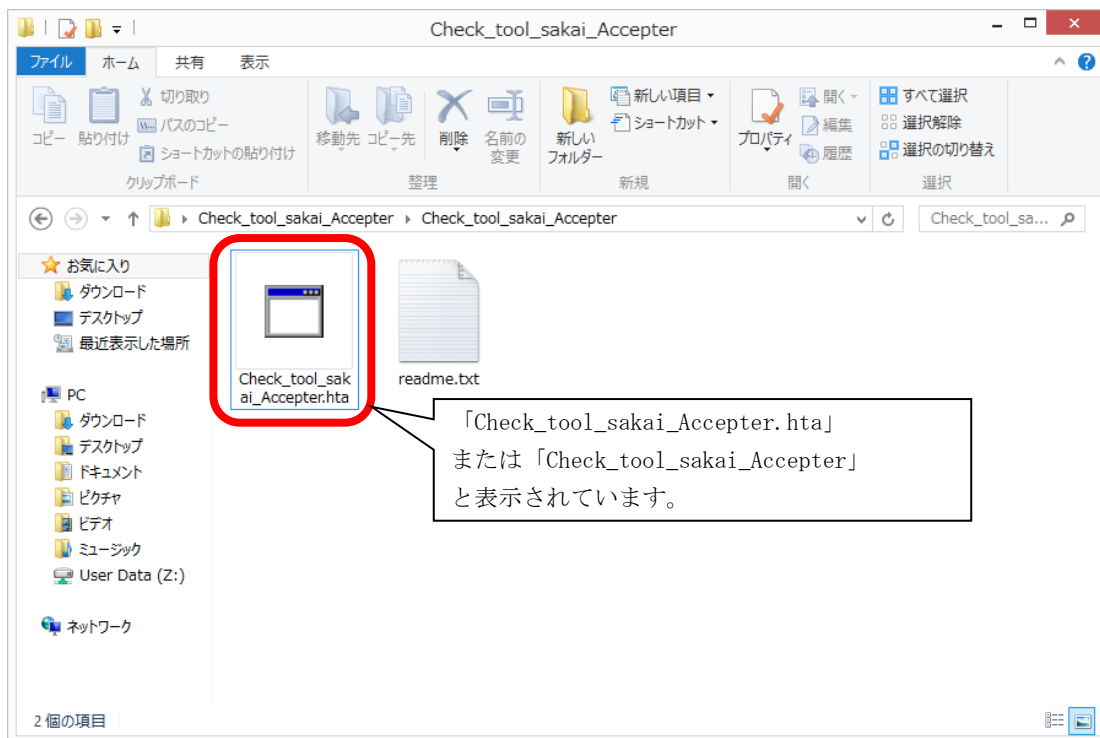 Check_tool_sakai_Accepter
ファイル ホーム 共有 表示
コピー
貼り付け
切り取り
パスのコピー
ショートカットの貼り付け
クリップボード
移動先
コピー先
削除
名前の
変更
整理
新しい
フォルダー
新しい項目
ショートカット
新規
プロパティ
開く
編集
履歴
開く
すべて選択
選択解除
選択の切り替え
選択
Check_tool_sakai_Accepter Check_tool_sakai_Accepter
Check_tool_sa...
お気に入り
ダウンロード
デスクトップ
最近表示した場所
PC
ダウンロード
デスクトップ
ドキュメント
ピクチャ
ビデオ
ミュージック
User Data (Z:)
ネットワーク
Check_tool_sak
ai_Accepter.hta
readme.txt
「Check_tool_sakai_Accepter.hta」
または「Check_tool_sakai_Accepter」
と表示されています。
2 個の項目